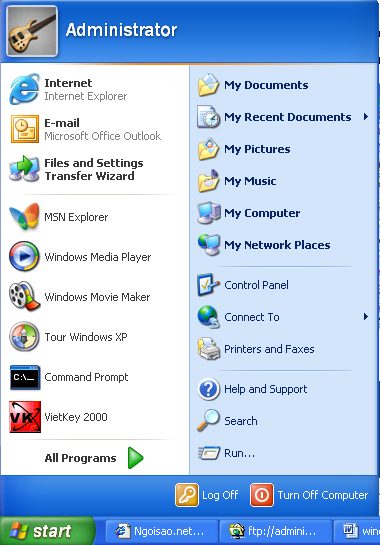 Administrator
Internet
Internet Explorer
E-mail
Microsoft Office Outlook
Files and Settings
Transfer Wizard
MSN Explorer
Windows Media Player
Windows Movie Maker
Tour Windows XP
C:\_
Command Prompt
VK
VietKey 2000
All Programs
My Documents
My Recent Documents
My Pictures
My Music
My Computer
My Network Places
Control Panel
Connect To
Printers and Faxes
Help and Support
Search
Run...
Log Off
Turn Off Computer
start
Ngoisao.net...
ftp://admini...
win